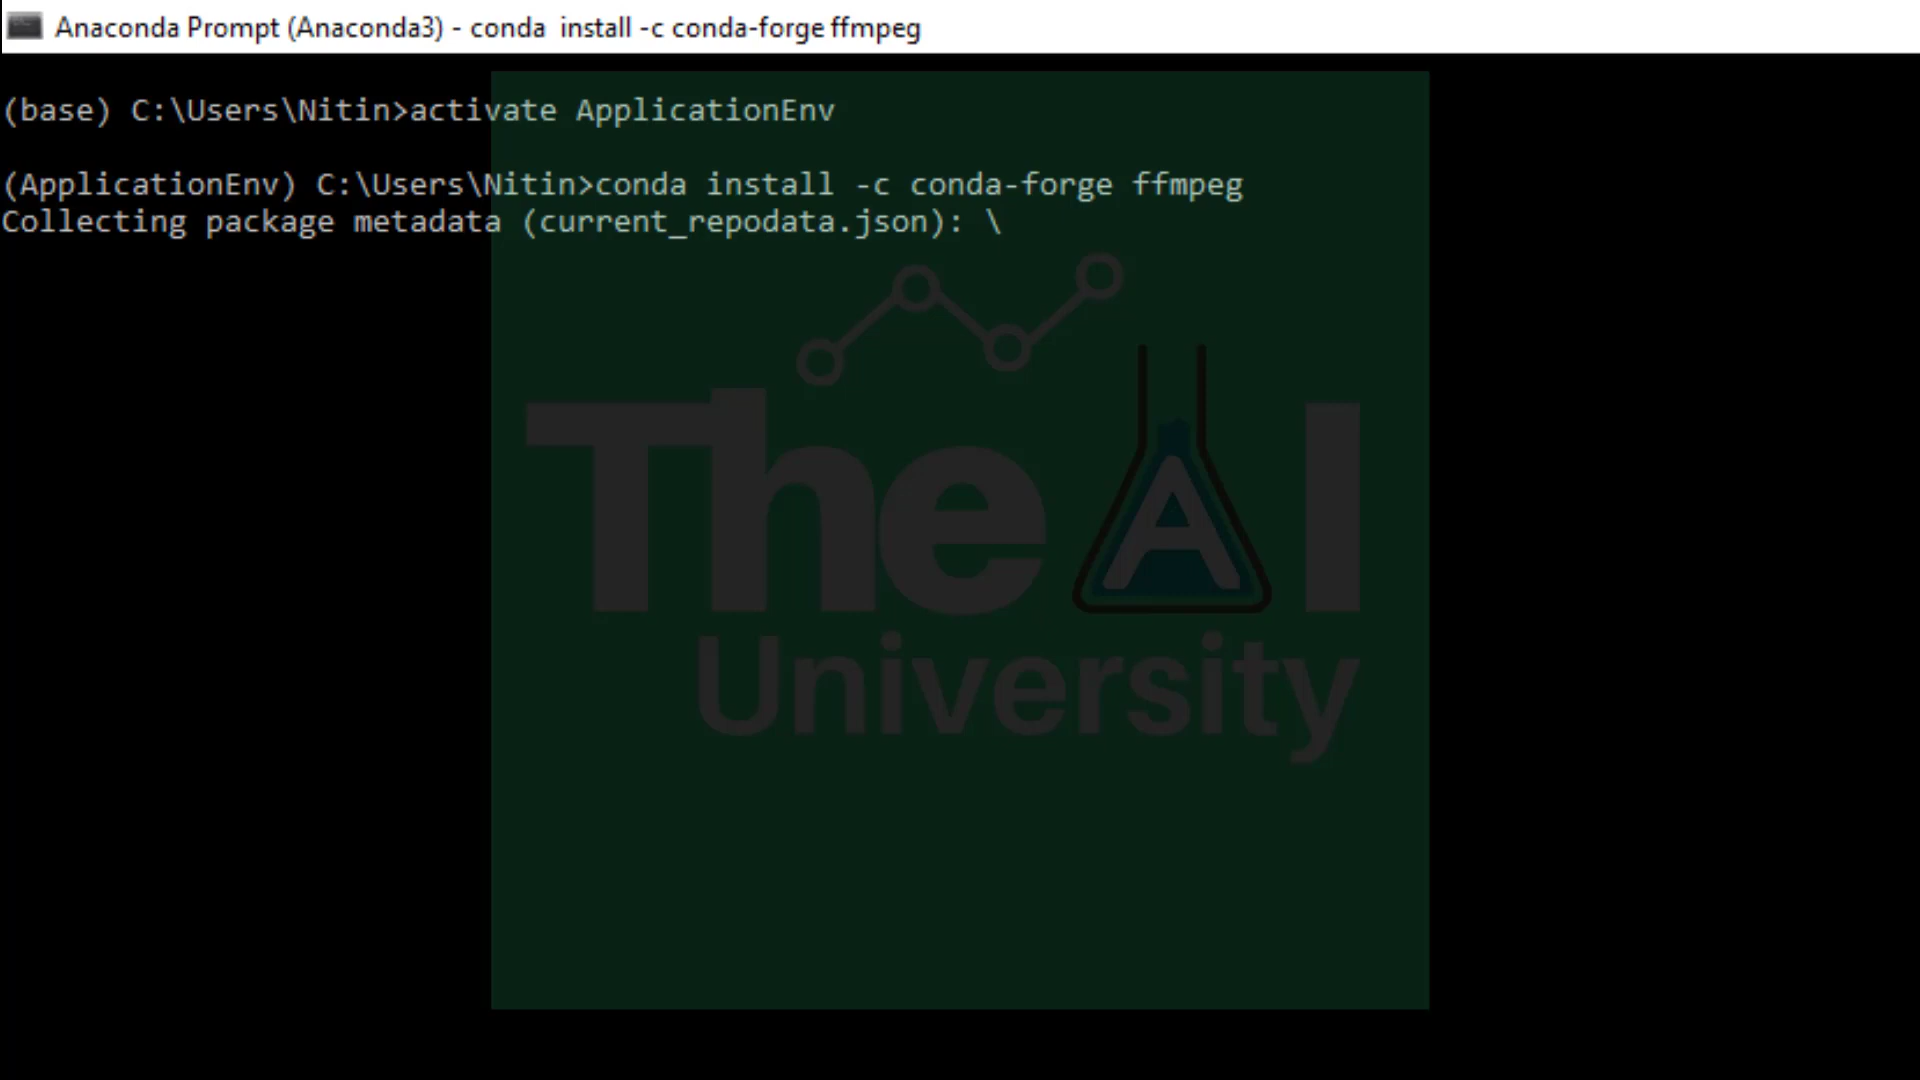 Anaconda Prompt (Anaconda3) - conda  install -c conda-forge ffmpeg
(base) C:\Users\Nitin>activate ApplicationEnv
(ApplicationEnv) C:\Users\Nitin>conda install -c conda-forge ffmpeg
Collecting package metadata (current_repodata.json): \
The AI
University